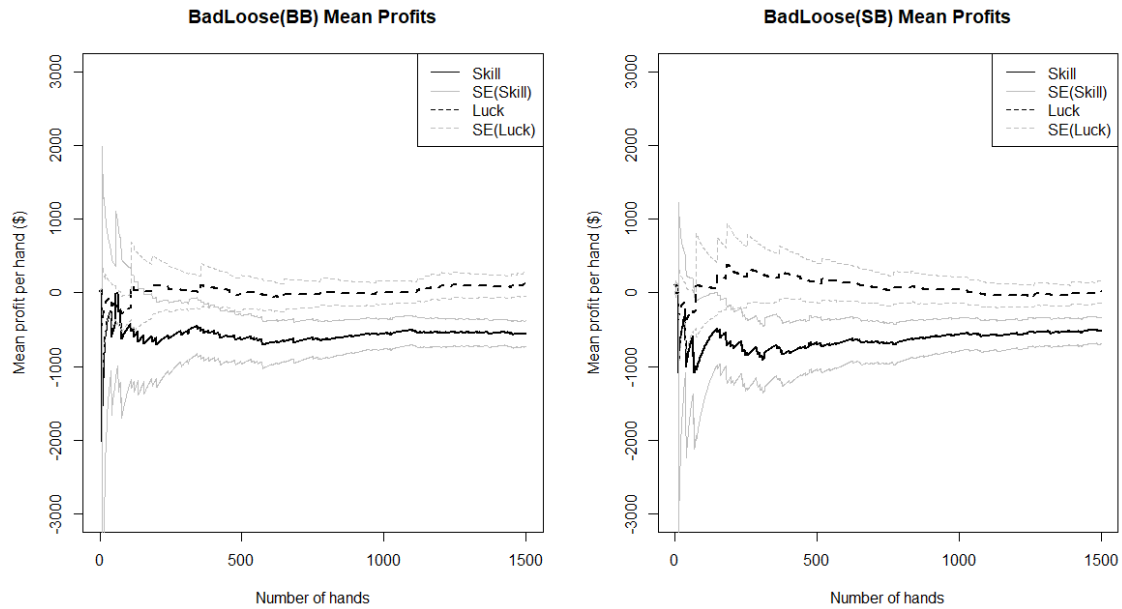 BadLoose(BB) Mean Profits
Mean profit per hand ($)
3000
2000
1000
0
-1000
-2000
-3000
Skill
SE(Skill)
Luck
SE(Luck)
0
500
1000
1500
Number of hands
BadLoose(SB) Mean Profits
Mean profit per hand ($)
3000
2000
1000
0
-1000
-2000
-3000
Skill
SE(Skill)
Luck
SE(Luck)
0
500
1000
1500
Number of hands